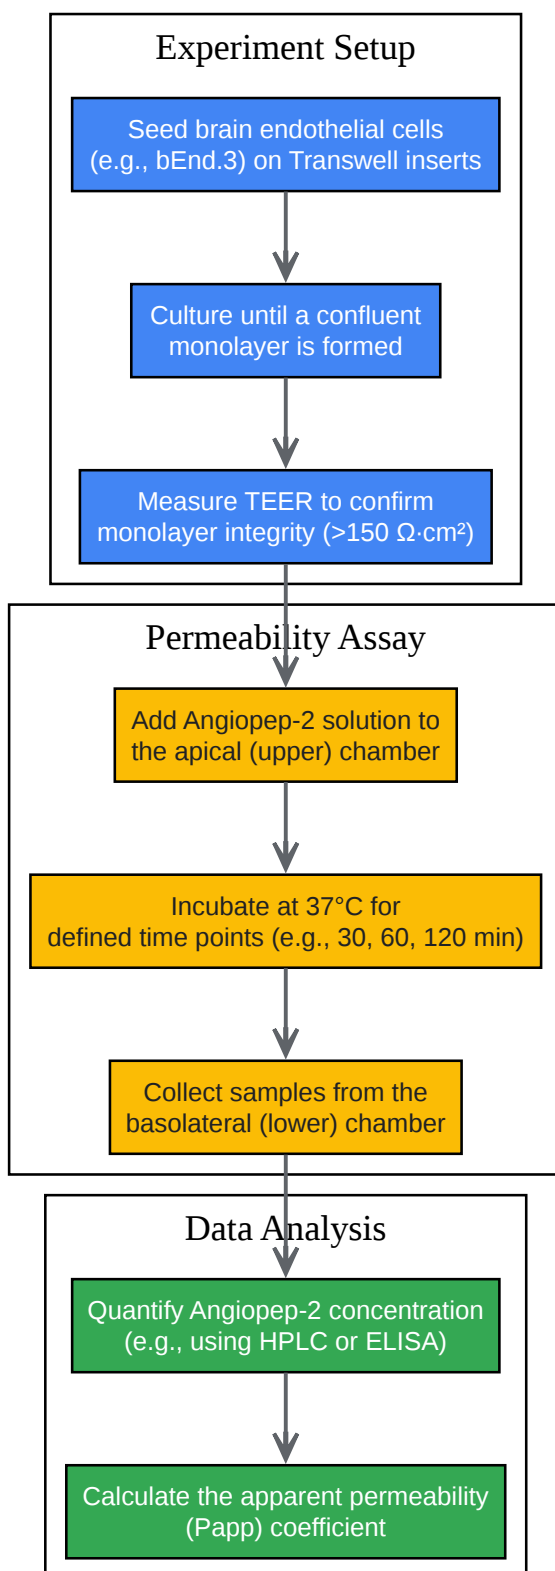 Experiment Setup
Seed brain endothelial cells
(e.g., bEnd.3) on Transwell inserts
Culture until a confluent
monolayer is formed
Measure TEER to confirm
monolayer integrity (>150 Ω·cm²)
Permeability Assay
Add Angiopep-2 solution to
the apical (upper) chamber
Incubate at 37°C for
defined time points (e.g., 30, 60, 120 min)
Collect samples from the
basolateral (lower) chamber
Data Analysis
Quantify Angiopep-2 concentration
(e.g., using HPLC or ELISA)
Calculate the apparent permeability
(Papp) coefficient